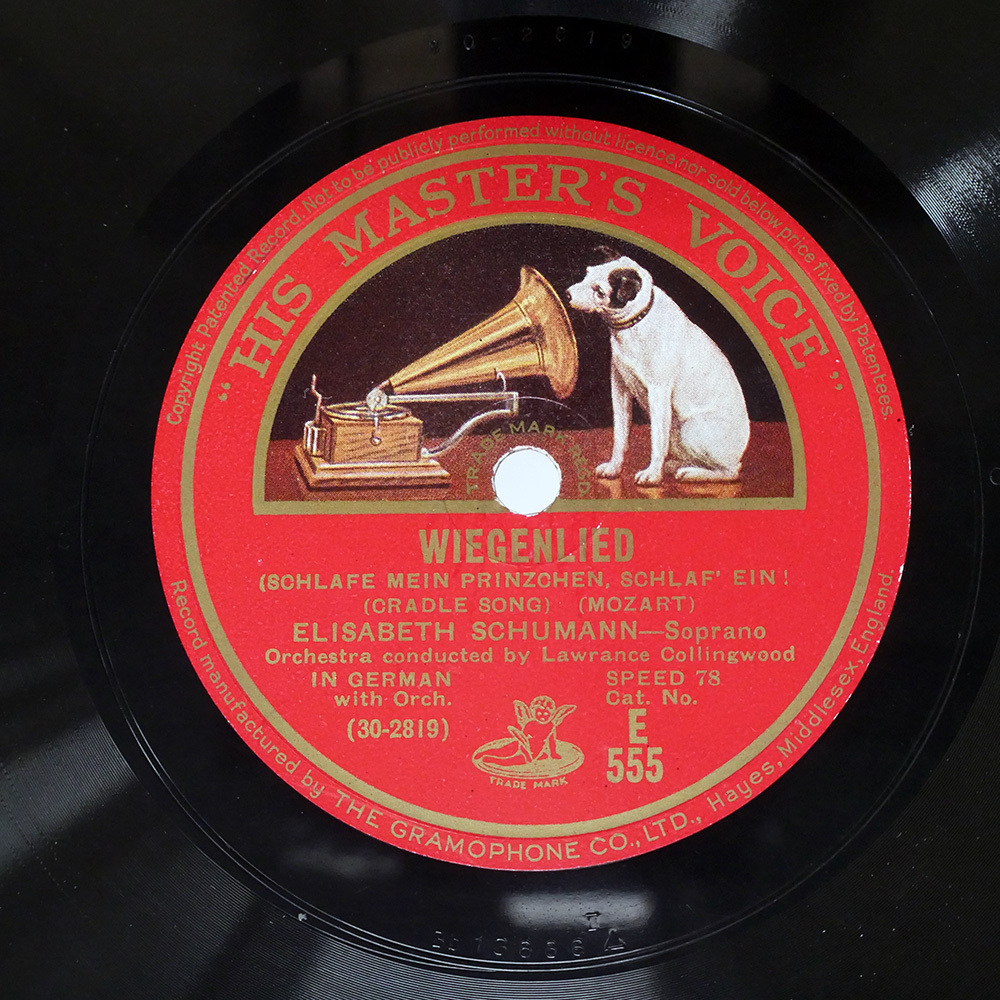 30-2819
Copyright Patented Record. Not to be publicly performed without licence, nor sold below price fixed by Patentees.
"HIS MASTER'S VOICE"
TRADE MARK REGD.
WIEGENLIED
(SCHLAFE MEIN PRINZCHEN, SCHLAF' EIN!
(CRADLE SONG) (MOZART)
ELISABETH SCHUMANN—Soprano
Orchestra conducted by Lawrance Collingwood
IN GERMAN
with Orch.
(30-2819)
SPEED 78
Cat. No.
E
555
TRADE MARK
Record manufactured by THE GRAMOPHONE CO., LTD., Hayes, Middlesex, England.